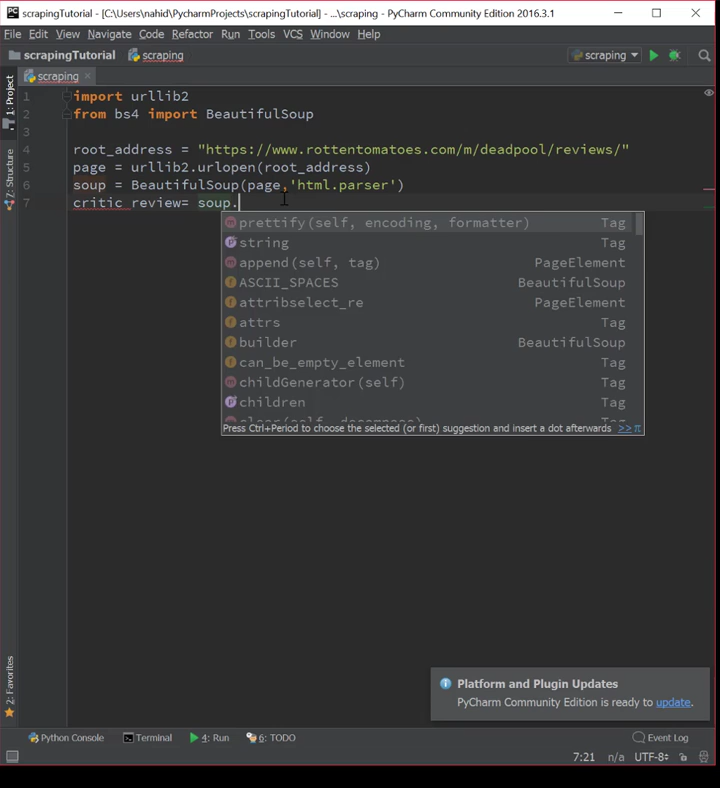 scrapingTutorial - [C:\Users\nahid\PycharmProjects\scrapingTutorial] - ...\scraping - PyCharm Community Edition 2016.3.1
File Edit View Navigate Code Refactor Run Tools VCS Window Help
scrapingTutorial scraping scraping
scraping
1: Project
Z: Structure
2: Favorites
1 import urllib2
2 from bs4 import BeautifulSoup
3
4 root_address = "https://www.rottentomatoes.com/m/deadpool/reviews/"
5 page = urllib2.urlopen(root_address)
6 soup = BeautifulSoup(page,'html.parser')
7 critic_review= soup.
prettify(self, encoding, formatter) Tag
string Tag
append(self, tag) PageElement
ASCII_SPACES BeautifulSoup
attribselect_re PageElement
attrs Tag
builder BeautifulSoup
can_be_empty_element Tag
childGenerator(self) Tag
children Tag
Press Ctrl+Period to choose the selected (or first) suggestion and insert a dot afterwards >> π
Platform and Plugin Updates
PyCharm Community Edition is ready to update.
Python Console Terminal 4: Run 6: TODO Event Log
7:21 n/a UTF-8